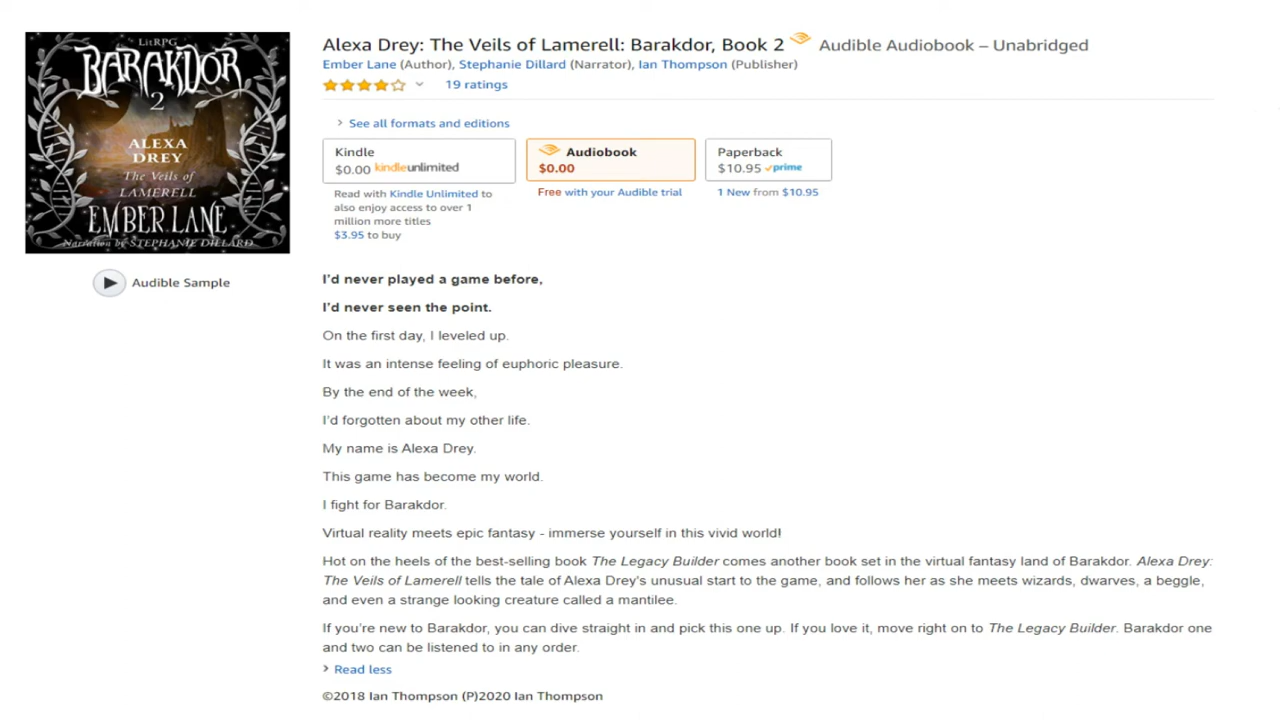 LitRPG
BARAKDOR
2
ALEXA
DREY
The Veils of
LAMERELL
EMBER LANE
Narration by STEPHANIE DILLARD
Audible Sample
Alexa Drey: The Veils of Lamerell: Barakdor, Book 2 Audible Audiobook – Unabridged
Ember Lane (Author), Stephanie Dillard (Narrator), Ian Thompson (Publisher)
19 ratings
See all formats and editions
Kindle
$0.00 kindleunlimited
Read with Kindle Unlimited to
also enjoy access to over 1
million more titles
$3.95 to buy
Audiobook
$0.00
Free with your Audible trial
Paperback
$10.95 prime
1 New from $10.95
I'd never played a game before,
I'd never seen the point.
On the first day, I leveled up.
It was an intense feeling of euphoric pleasure.
By the end of the week,
I'd forgotten about my other life.
My name is Alexa Drey.
This game has become my world.
I fight for Barakdor.
Virtual reality meets epic fantasy - immerse yourself in this vivid world!
Hot on the heels of the best-selling book The Legacy Builder comes another book set in the virtual fantasy land of Barakdor. Alexa Drey:
The Veils of Lamerell tells the tale of Alexa Drey's unusual start to the game, and follows her as she meets wizards, dwarves, a beggle,
and even a strange looking creature called a mantilee.
If you're new to Barakdor, you can dive straight in and pick this one up. If you love it, move right on to The Legacy Builder. Barakdor one
and two can be listened to in any order.
Read less
©2018 Ian Thompson (P)2020 Ian Thompson